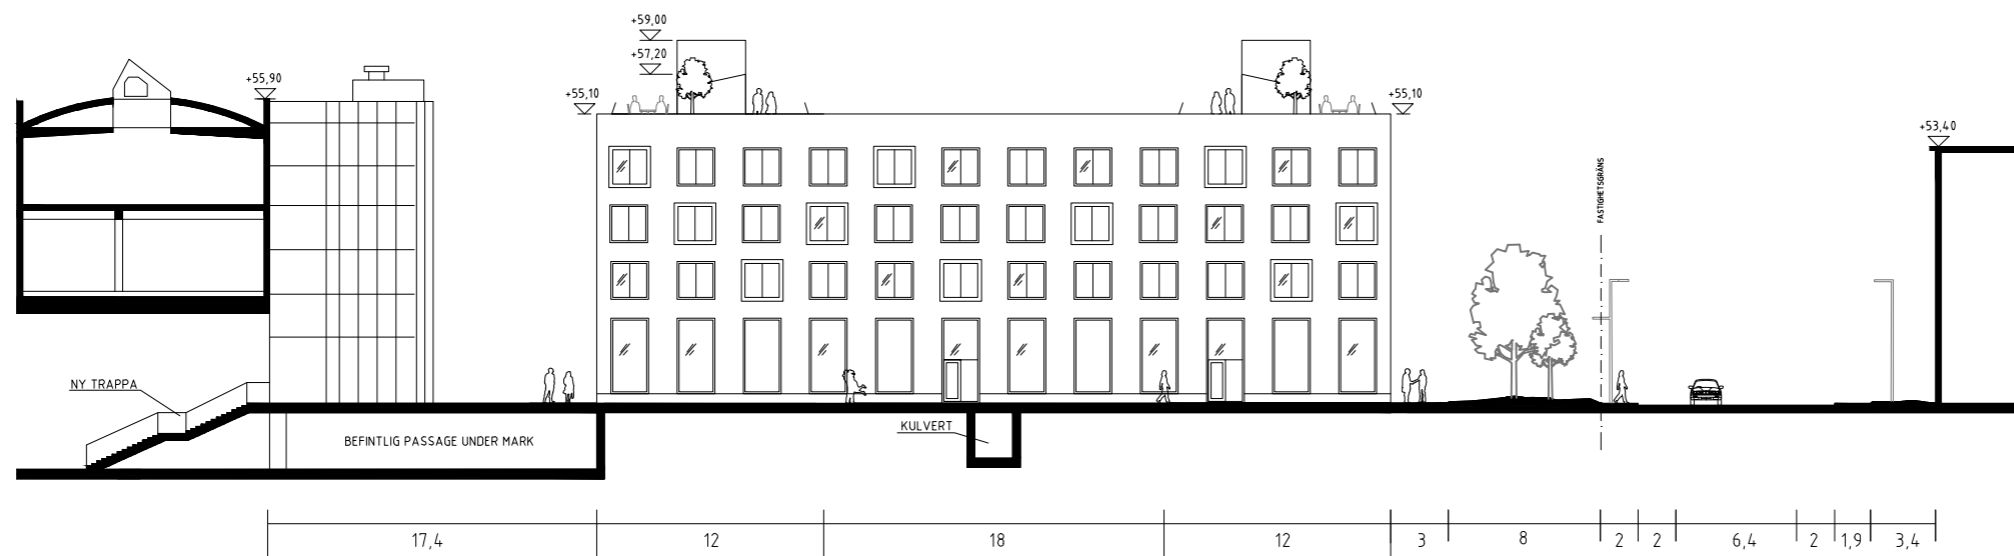 +59,00
+57,20
+55,90
+55,10
+55,10
+53,40
FASTIGHETSGRÄNS
NY TRAPPA
BEFINTLIG PASSAGE UNDER MARK
KULVERT
17,4 12 18 12 3 8 2 2 6,4 2 1,9 3,4